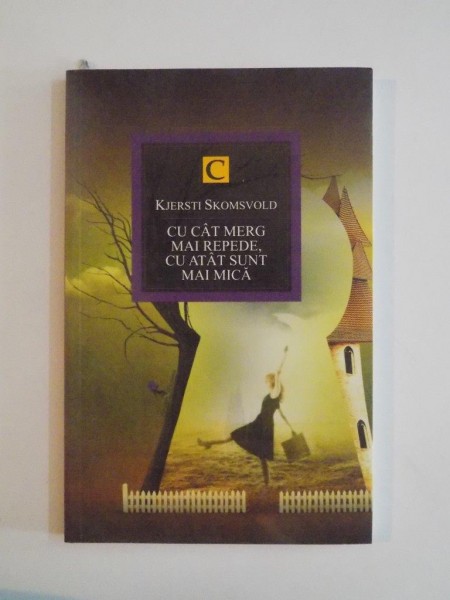 C
KJERSTI SKOMSVOLD
CU CÂT MERG
MAI REPEDE,
CU ATÂT SUNT
MAI MICĂ